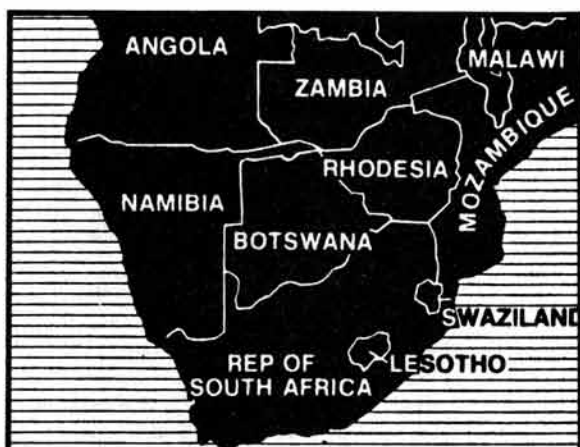 ANGOLA
MALAWI
ZAMBIA
MOZAMBIQUE
RHODESIA
NAMIBIA
BOTSWANA
SWAZILAND
REP OF
SOUTH AFRICA
LESOTHO